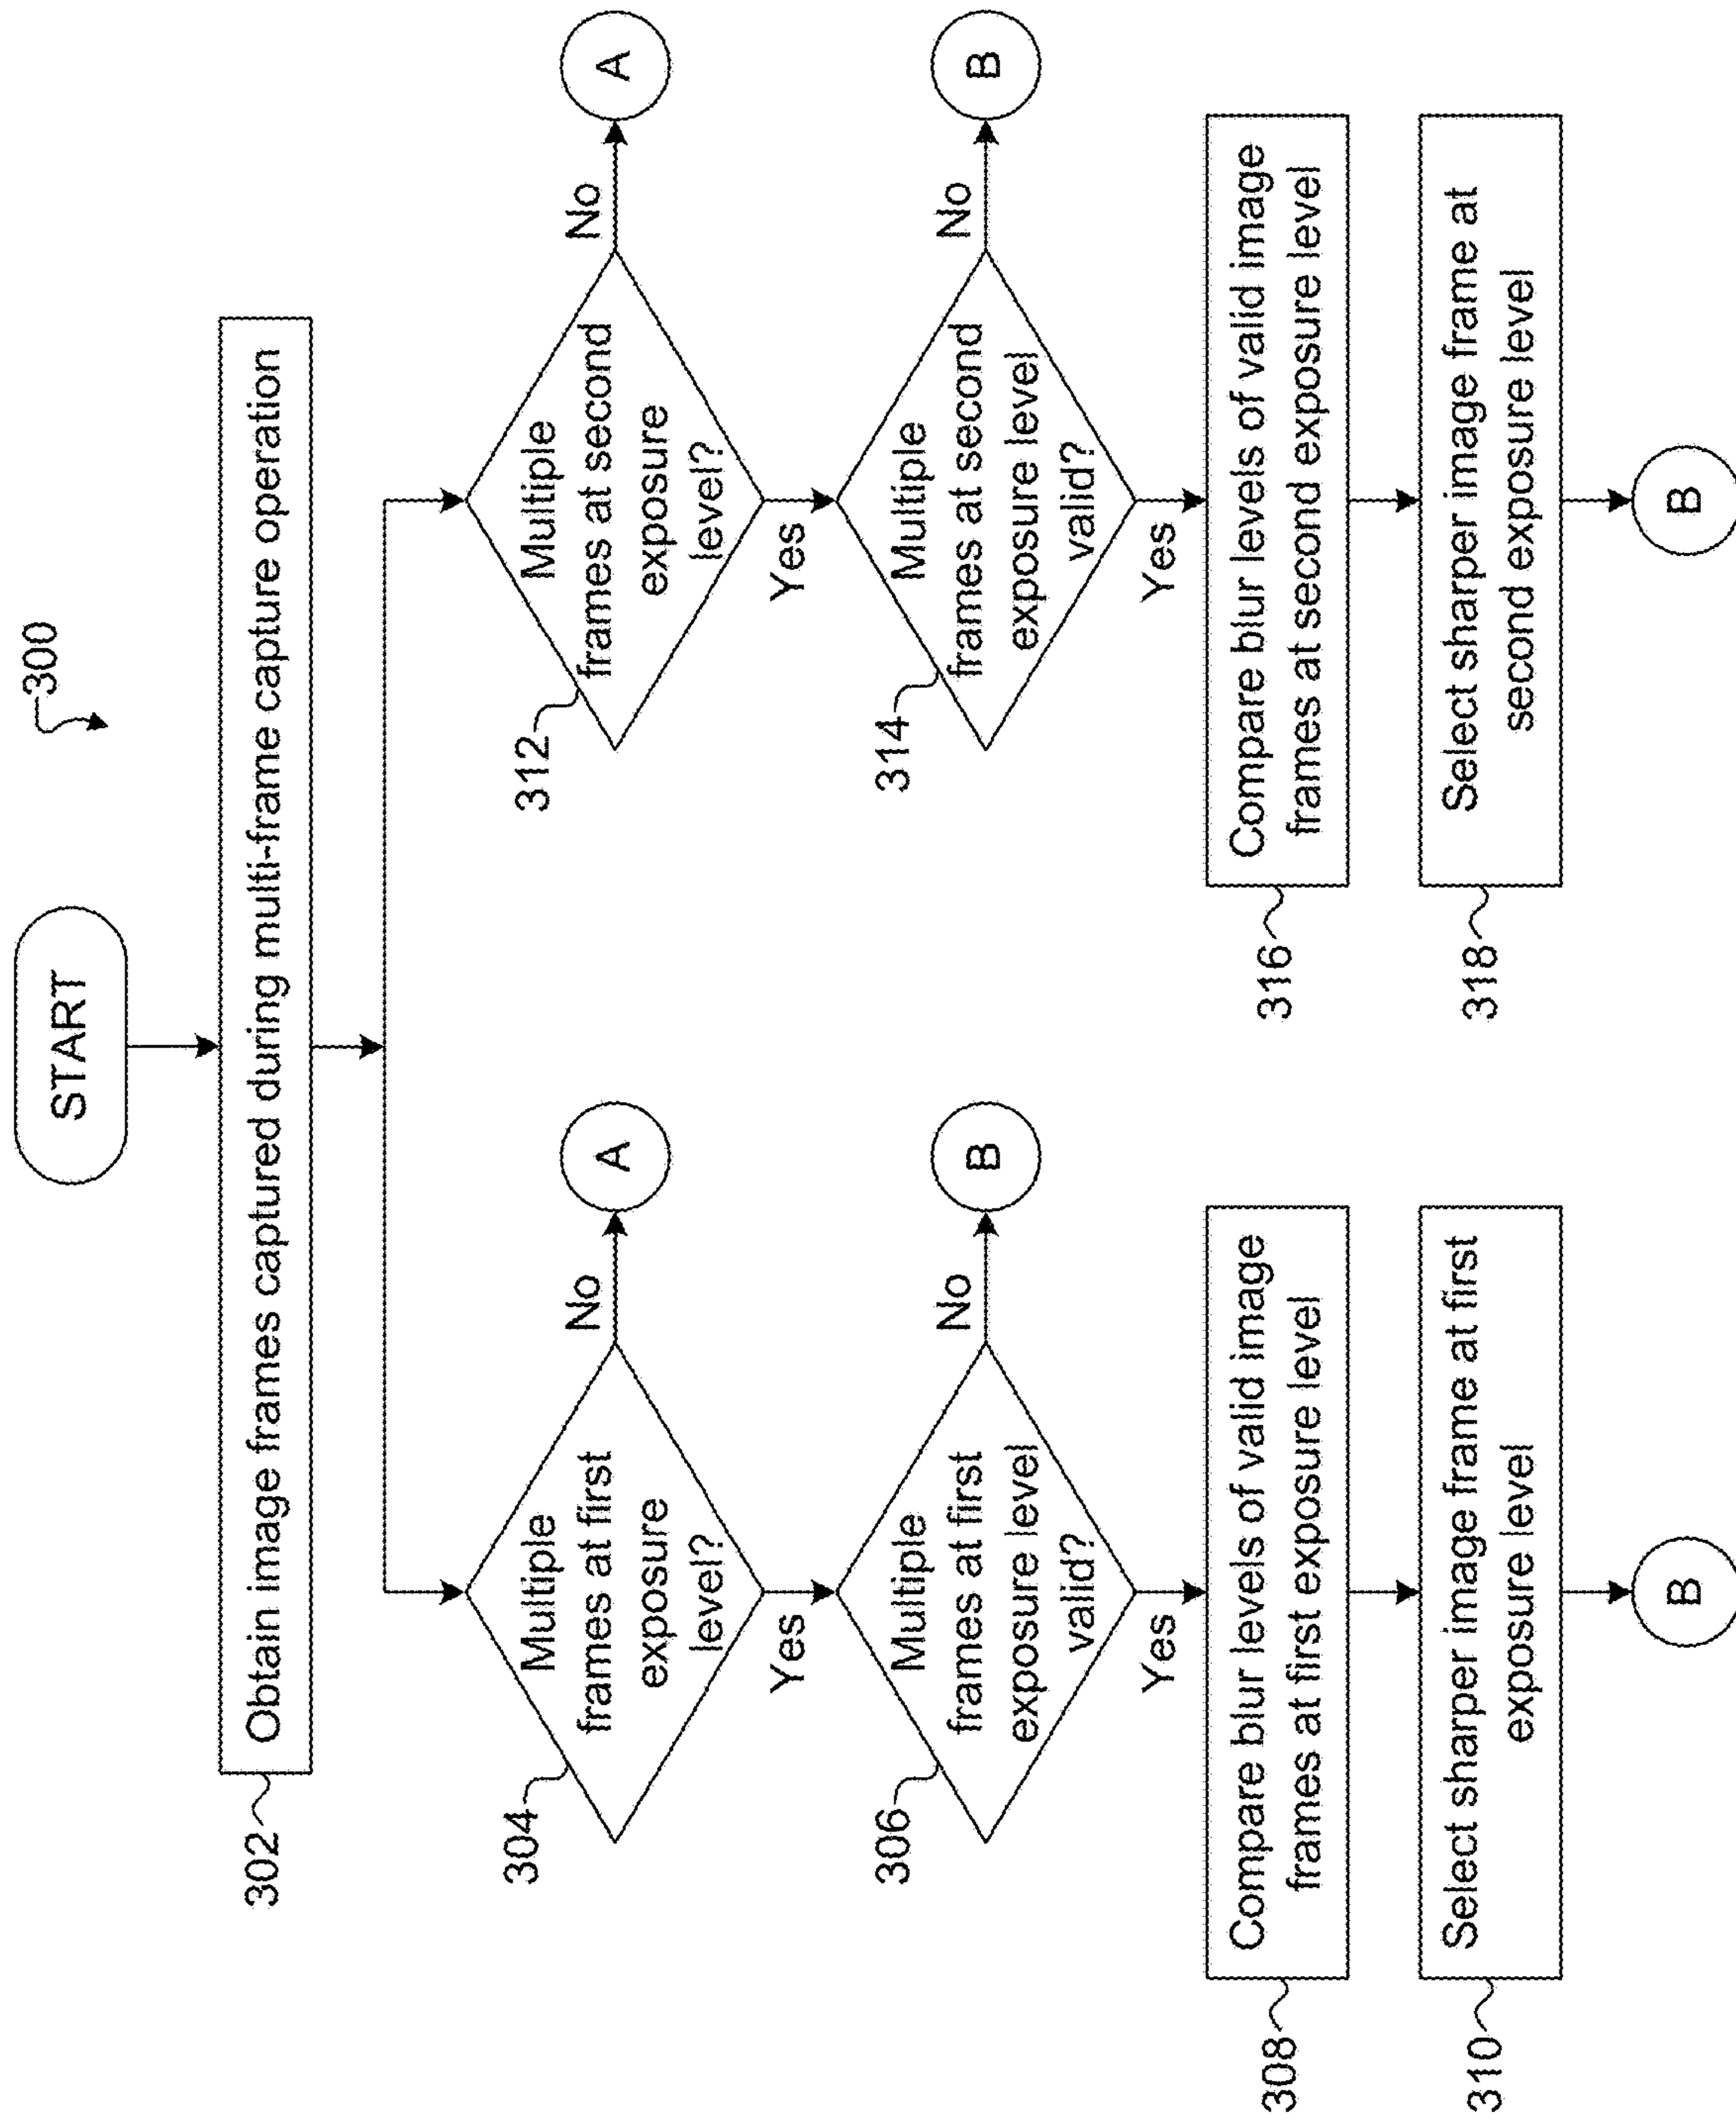 300
START
302
Obtain image frames captured during multi-frame capture operation
304
Multiple
frames at first
exposure
level?
No
A
Yes
306
Multiple
frames at first
exposure level
valid?
No
B
Yes
308
Compare blur levels of valid image
frames at first exposure level
310
Select sharper image frame at first
exposure level
B
312
Multiple
frames at second
exposure
level?
No
A
Yes
314
Multiple
frames at second
exposure level
valid?
No
B
Yes
316
Compare blur levels of valid image
frames at second exposure level
318
Select sharper image frame at
second exposure level
B